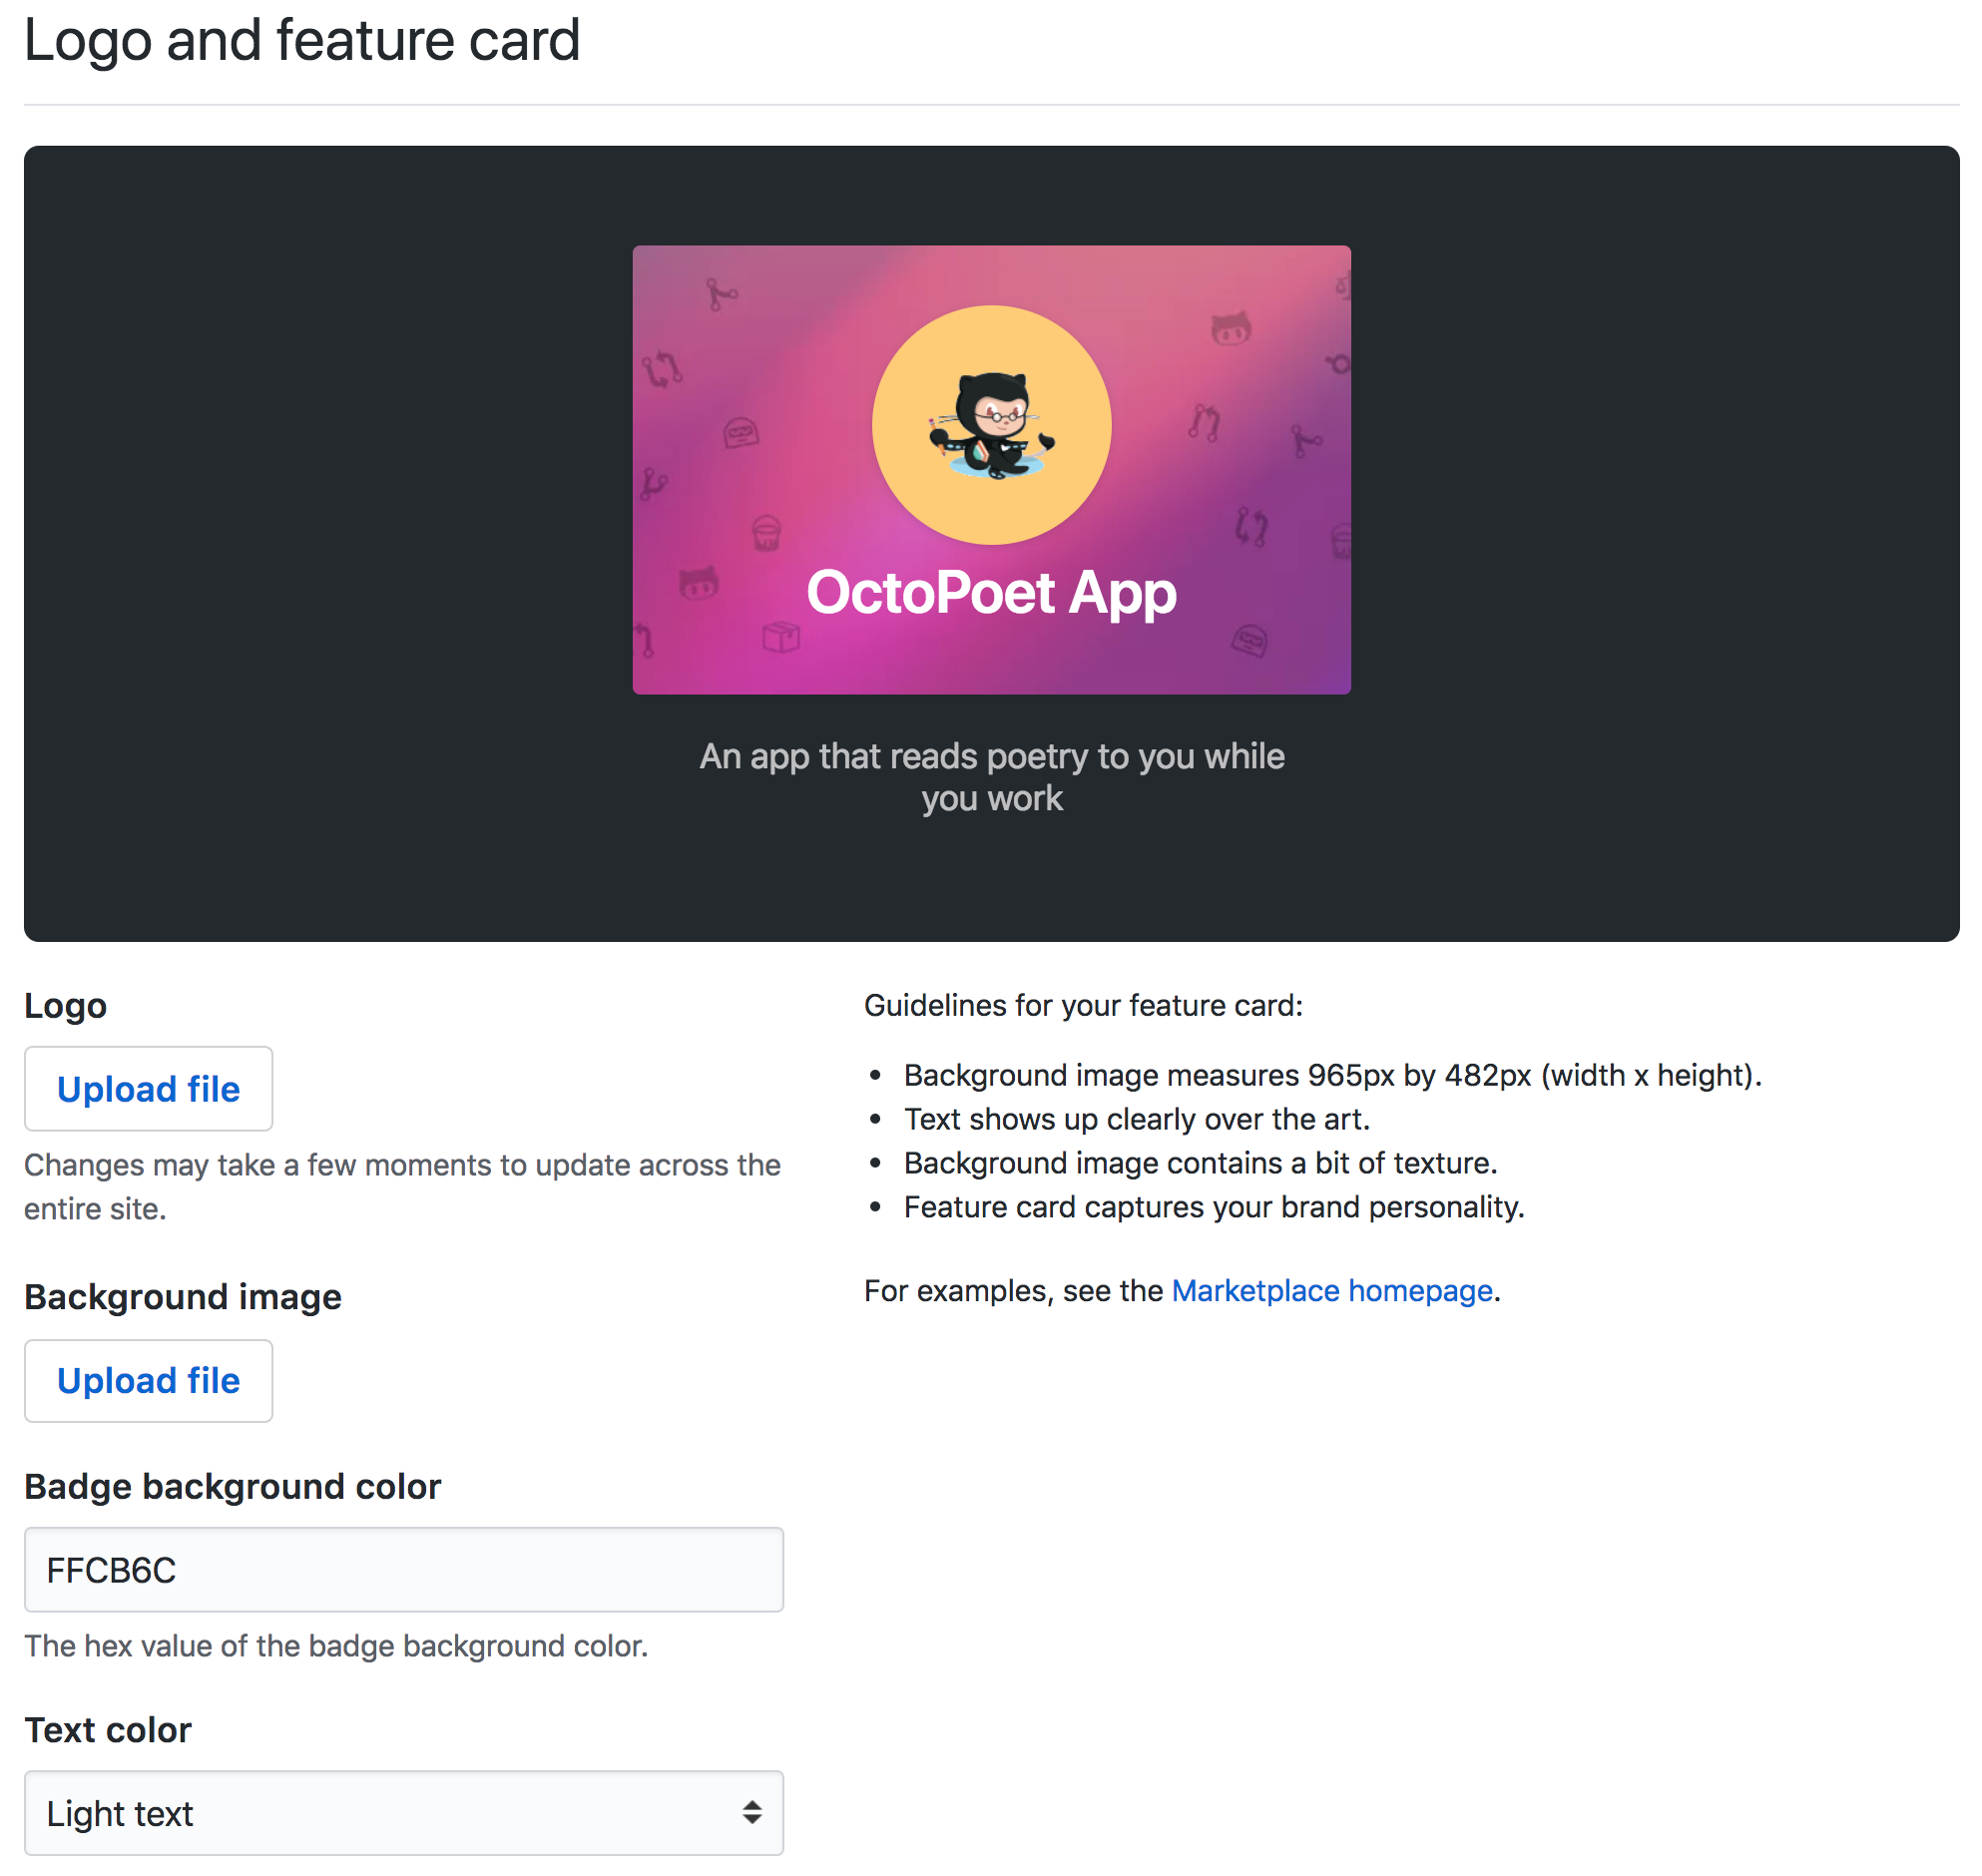 Logo and feature card
OctoPoet App
An app that reads poetry to you while
you work
Logo
Upload file
Changes may take a few moments to update across the
entire site.
Background image
Upload file
Badge background color
FFCB6C
The hex value of the badge background color.
Text color
Light text
Guidelines for your feature card:
• Background image measures 965px by 482px (width x height).
• Text shows up clearly over the art.
• Background image contains a bit of texture.
• Feature card captures your brand personality.
For examples, see the Marketplace homepage.